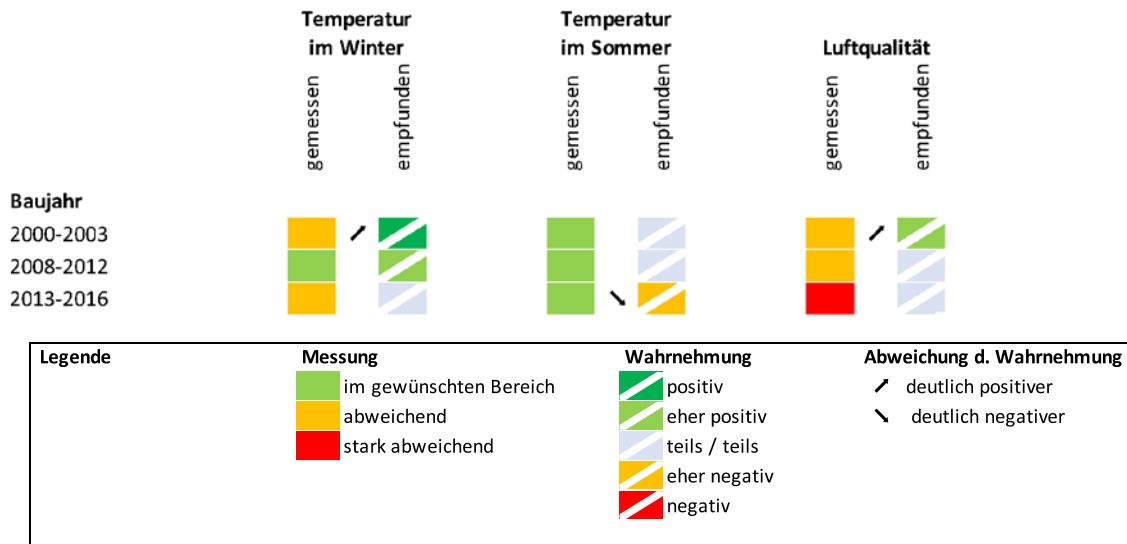 Temperatur
im Winter
Temperatur
im Sommer
Luftqualität
gemessen
empfunden
gemessen
empfunden
gemessen
empfunden
Baujahr
2000-2003
2008-2012
2013-2016
Legende
Messung
im gewünschten Bereich
abweichend
stark abweichend
Wahrnehmung
positiv
eher positiv
teils / teils
eher negativ
negativ
Abweichung d. Wahrnehmung
deutlich positiver
deutlich negativer